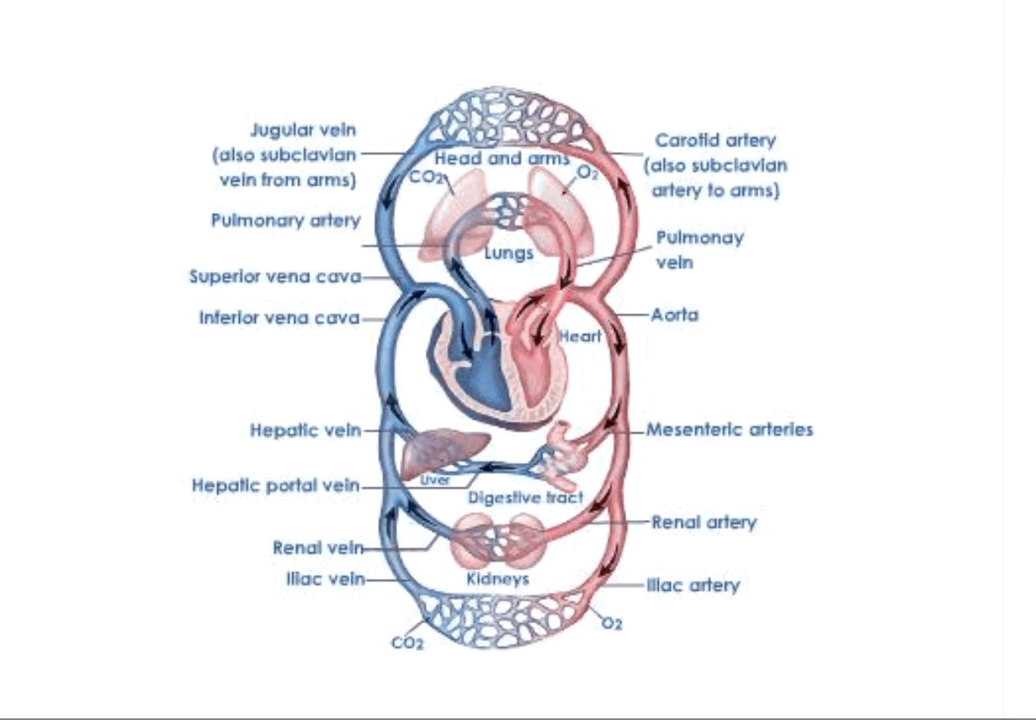 Jugular vein
(also subclavian
vein from arms)
Carotid artery
(also subclavian
artery to arms)
Head and arms
CO2
O2
Pulmonary artery
Lungs
Pulmonay
vein
Superior vena cava
Inferior vena cava
Aorta
Heart
Hepatic vein
Mesenteric arteries
Liver
Hepatic portal vein
Digestive tract
Renal artery
Renal vein
Kidneys
Iliac vein
Iliac artery
CO2
O2